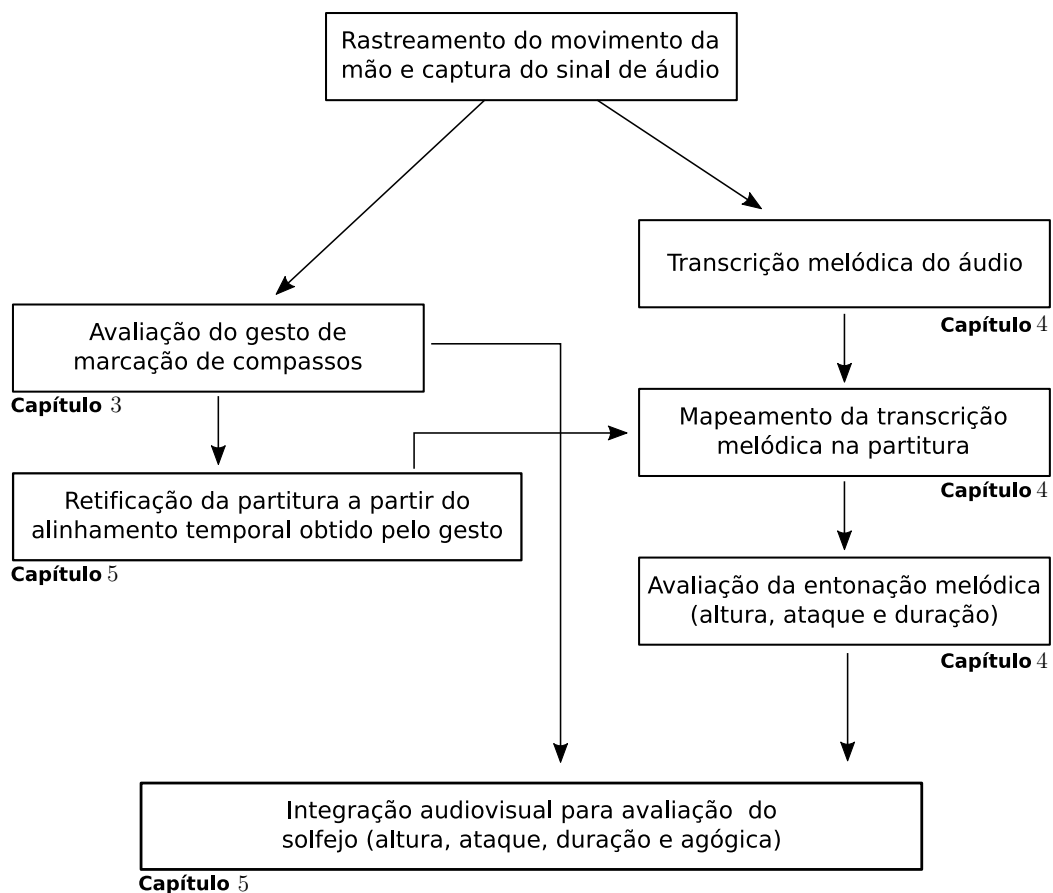 Rastreamento do movimento da
mão e captura do sinal de áudio
Transcrição melódica do áudio
Capítulo 4
Avaliação do gesto de
marcação de compassos
Capítulo 3
Mapeamento da transcrição
melódica na partitura
Capítulo 4
Retificação da partitura a partir do
alinhamento temporal obtido pelo gesto
Capítulo 5
Avaliação da entonação melódica
(altura, ataque e duração)
Capítulo 4
Integração audiovisual para avaliação do
solfejo (altura, ataque, duração e agógica)
Capítulo 5